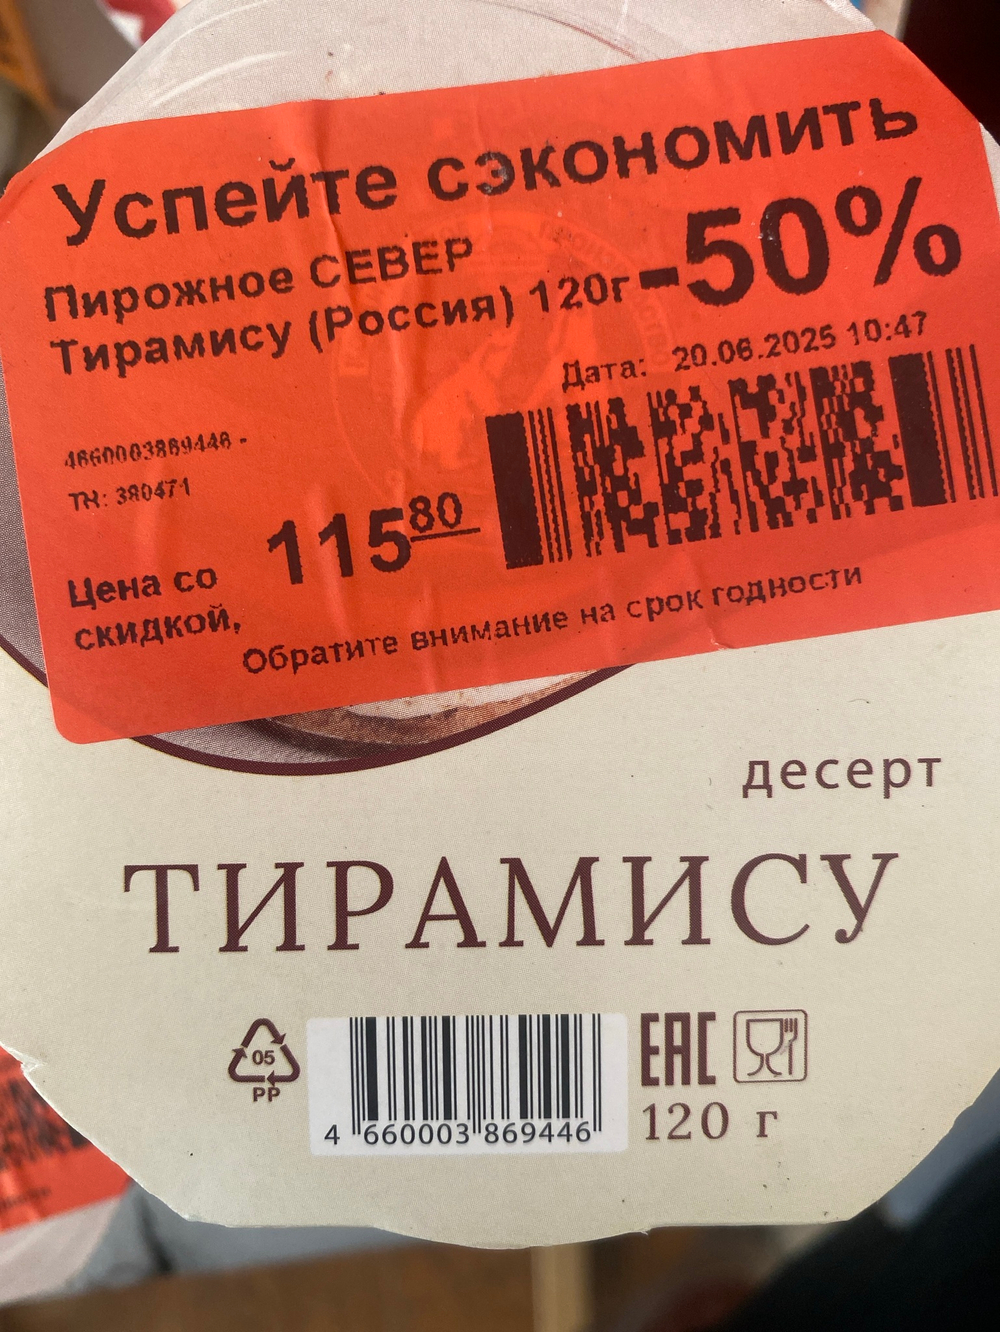 Успейте сэкономить
Пирожное СЕВЕР
Тирамису (Россия) 120г
-50%
Дата: 20.06.2025 10:47
4660003869446 -
ТН: 380471
115 80
Цена со
скидкой,
Обратите внимание на срок годности
десерт
ТИРАМИСУ
05
PP
4 660003 869446
EAC
120 г